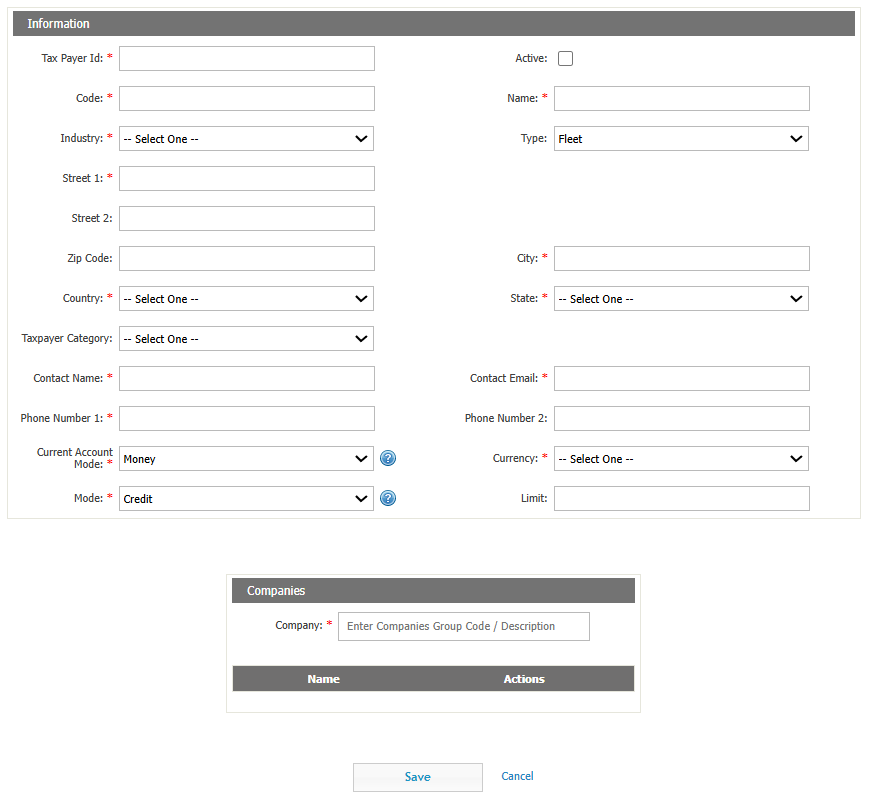 Information
Tax Payer Id: *
Active:
Code: *
Name: *
Industry: * -- Select One --
Type: Fleet
Street 1: *
Street 2:
Zip Code:
City: *
Country: * -- Select One --
State: * -- Select One --
Taxpayer Category: -- Select One --
Contact Name: *
Contact Email: *
Phone Number 1: *
Phone Number 2:
Current Account
Mode: * Money ?
Currency: * -- Select One --
Mode: * Credit ?
Limit:
Companies
Company: * Enter Companies Group Code / Description
Name Actions
Save Cancel